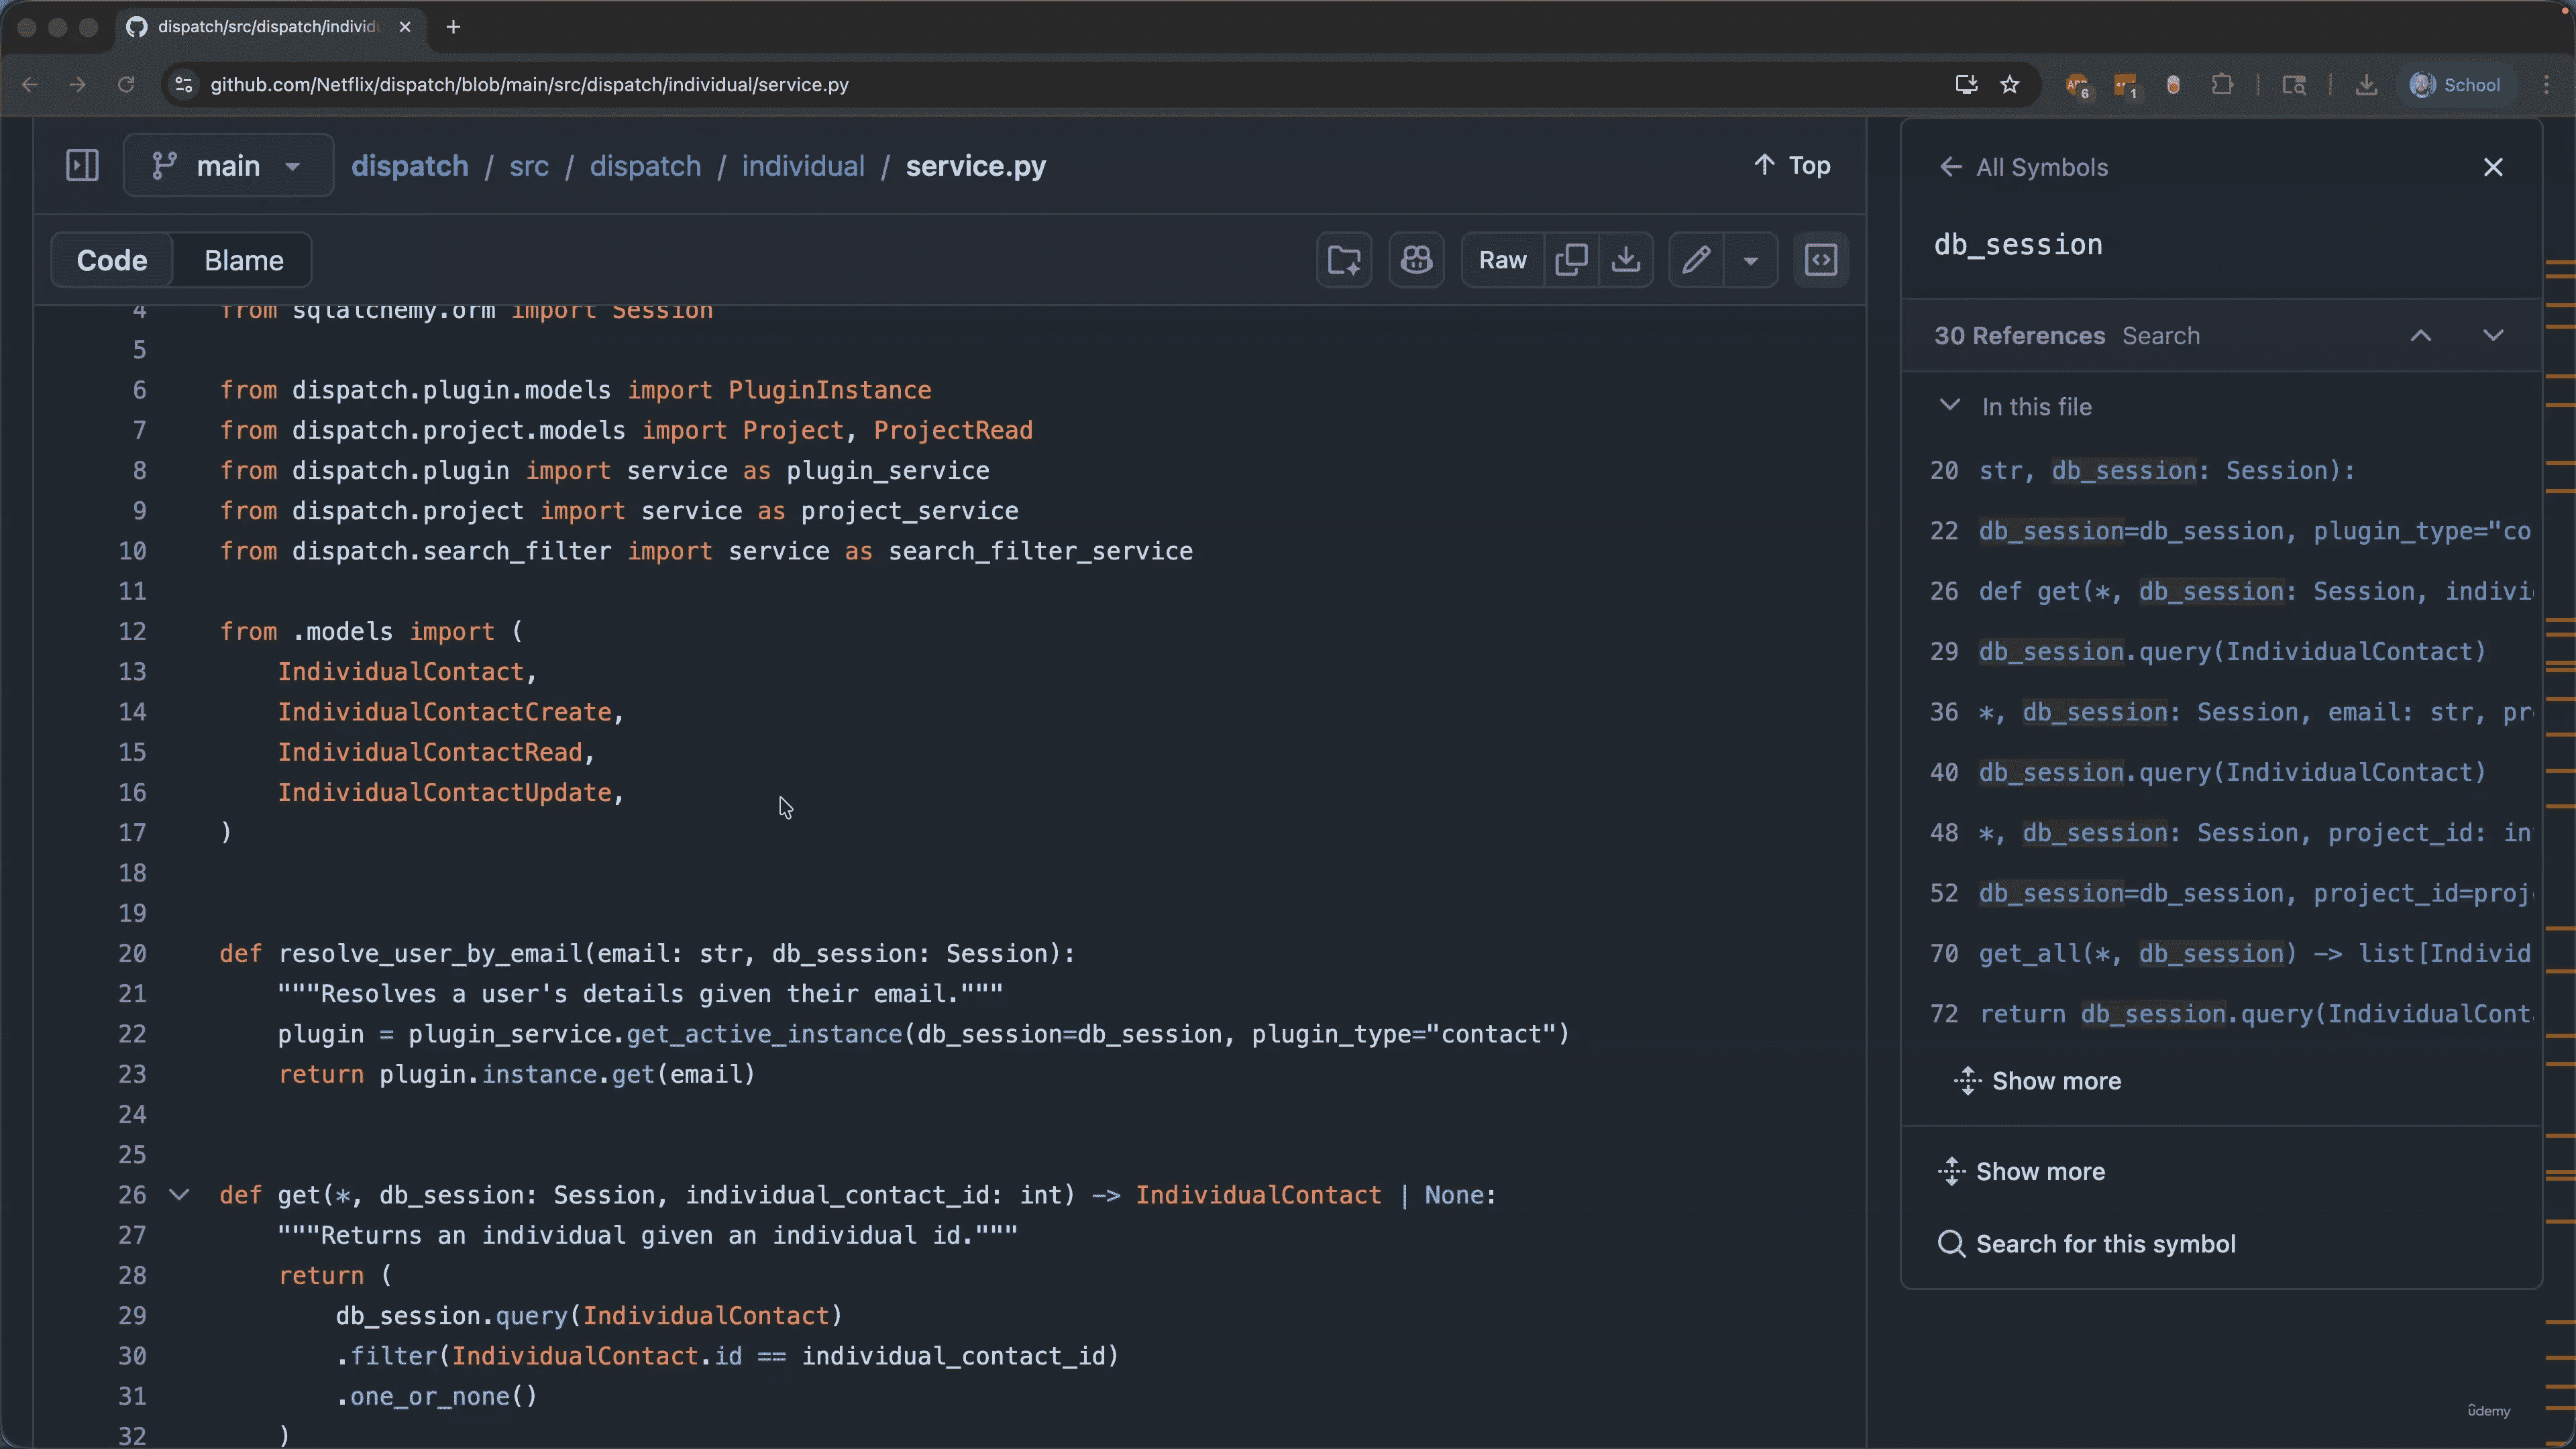 dispatch/src/dispatch/individu
github.com/Netflix/dispatch/blob/main/src/dispatch/individual/service.py
6
1
School
main
dispatch / src / dispatch / individual / service.py
Top
Code
Blame
Raw
4 from sqlalchemy.orm import Session
5
6 from dispatch.plugin.models import PluginInstance
7 from dispatch.project.models import Project, ProjectRead
8 from dispatch.plugin import service as plugin_service
9 from dispatch.project import service as project_service
10 from dispatch.search_filter import service as search_filter_service
11
12 from .models import (
13 IndividualContact,
14 IndividualContactCreate,
15 IndividualContactRead,
16 IndividualContactUpdate,
17 )
18
19
20 def resolve_user_by_email(email: str, db_session: Session):
21 """Resolves a user's details given their email."""
22 plugin = plugin_service.get_active_instance(db_session=db_session, plugin_type="contact")
23 return plugin.instance.get(email)
24
25
26 def get(*, db_session: Session, individual_contact_id: int) -> IndividualContact | None:
27 """Returns an individual given an individual id."""
28 return (
29 db_session.query(IndividualContact)
30 .filter(IndividualContact.id == individual_contact_id)
31 .one_or_none()
32 )
All Symbols
db_session
30 References Search
In this file
20 str, db_session: Session):
22 db_session=db_session, plugin_type="co
26 def get(*, db_session: Session, indivi
29 db_session.query(IndividualContact)
36 *, db_session: Session, email: str, pr
40 db_session.query(IndividualContact)
48 *, db_session: Session, project_id: in
52 db_session=db_session, project_id=proj
70 get_all(*, db_session) -> list[Individ
72 return db_session.query(IndividualCont
Show more
Show more
Search for this symbol
ûdemy